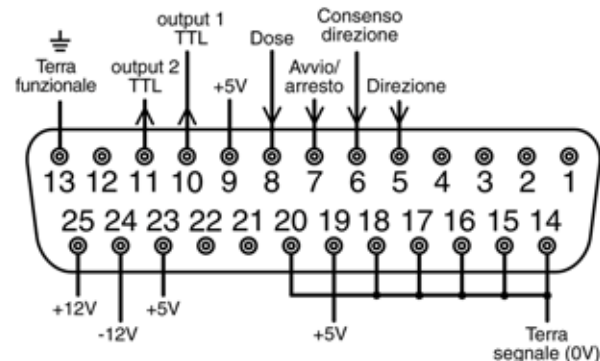 output 1
TTL
Dose
Consenso
direzione
Terra
funzionale
output 2
TTL
+5V
Avvio/
arresto
Direzione
13 12 11 10 9 8 7 6 5 4 3 2 1
25 24 23 22 21 20 19 18 17 16 15 14
+12V
-12V
+5V
+5V
Terra
segnale (0V)